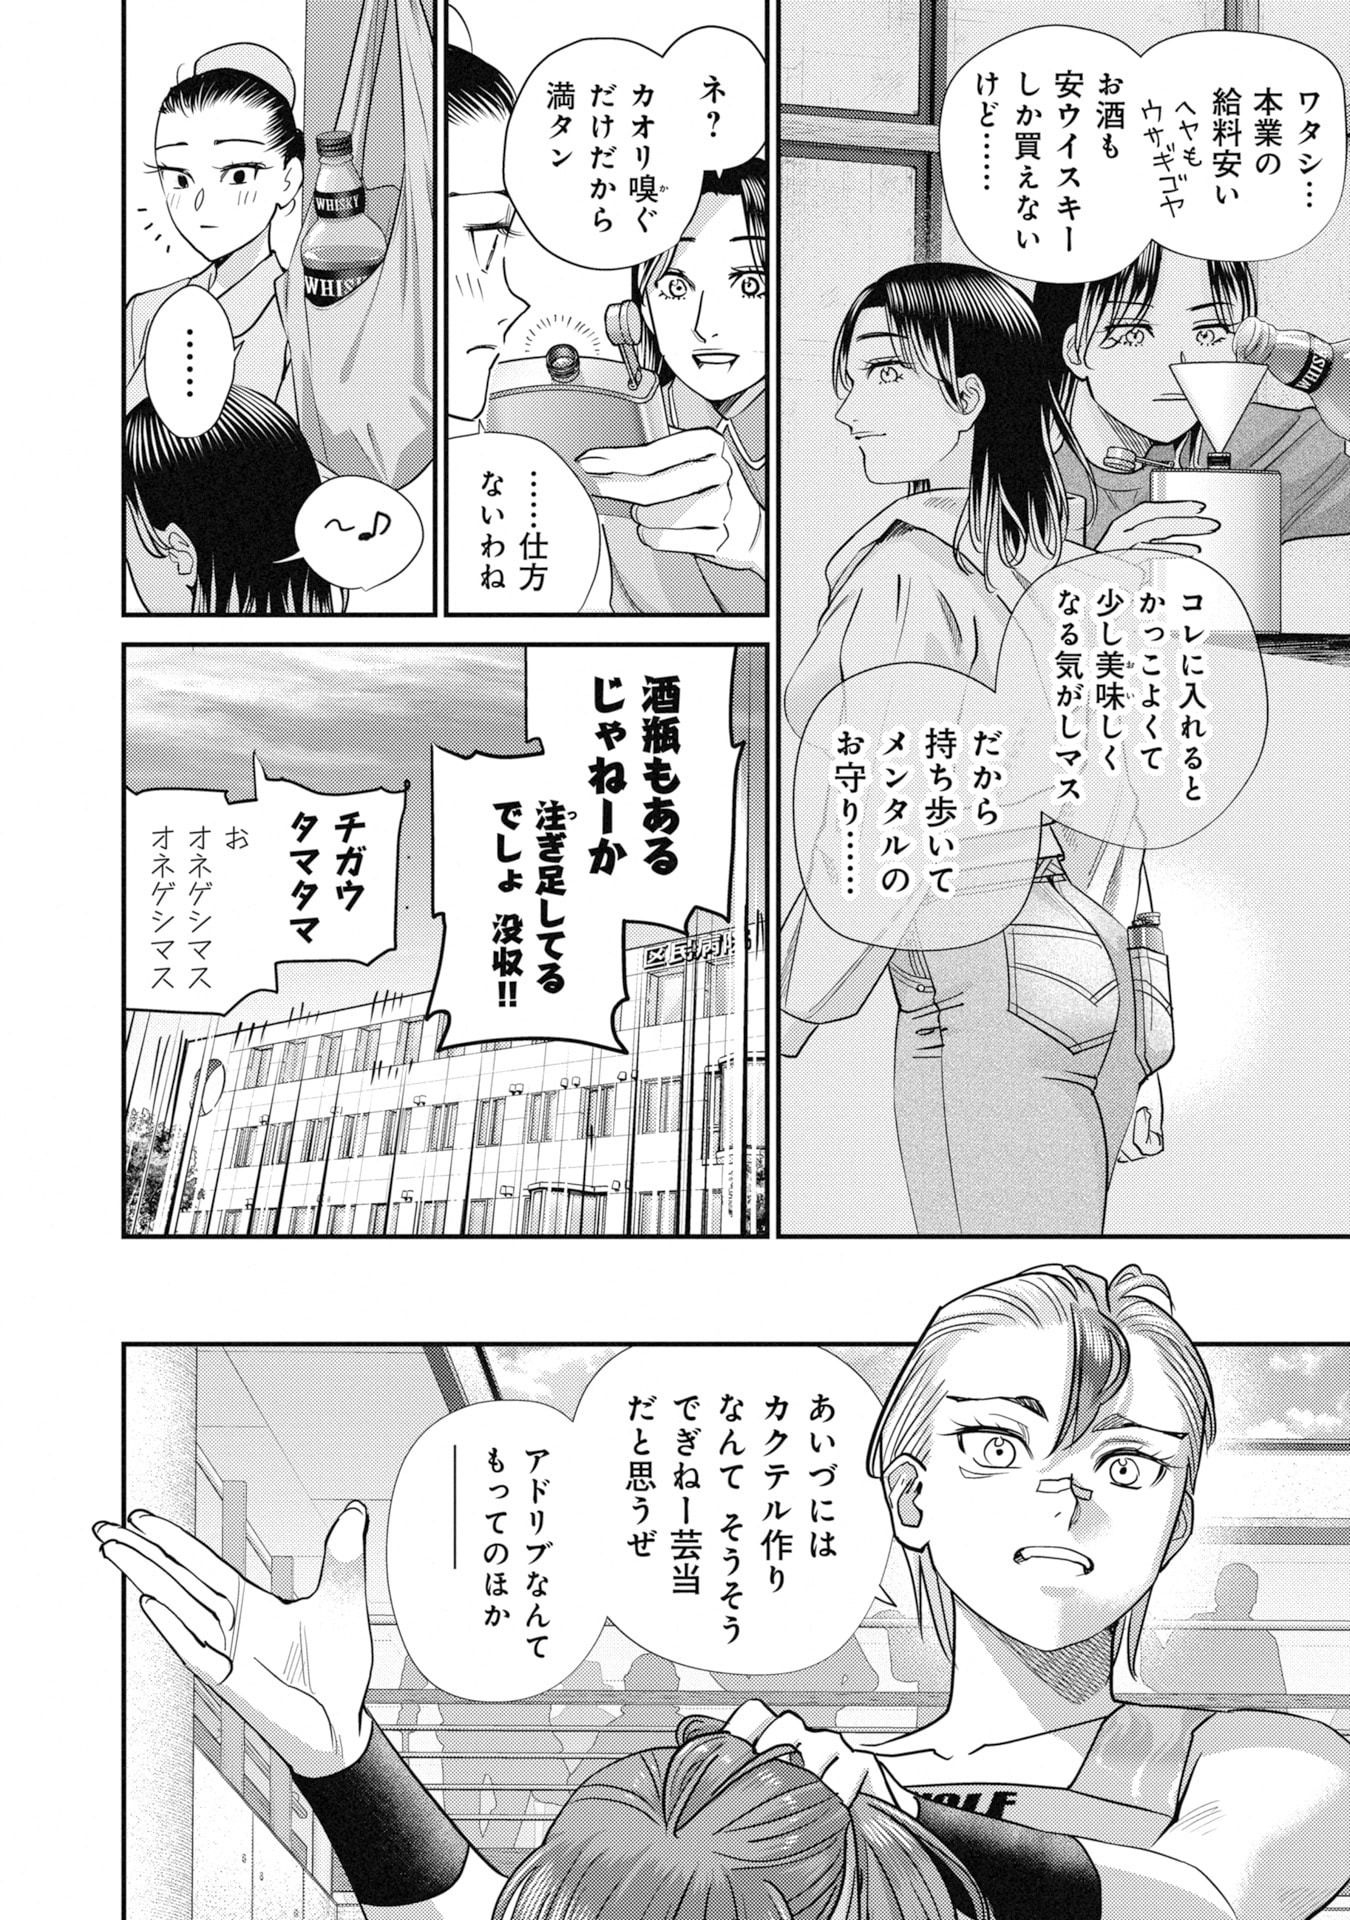 ワタシ…
本業の
給料安い
ヘヤも
ウサギゴヤ
お酒も
安ウイスキー
しか買えない
けど……
WHISKY
コレに入れると
かっこよくて
少し美味しく
なる気がしマス
だから
持ち歩いて
メンタルの
お守り……
ネ?
カオリ嗅ぐ
だけだから
満タン
……仕方
ないわね
WHISKY
WHISKY
……
〜♪
酒瓶もある
じゃねーか
注ぎ足してる
でしょ 没収!!
チガウ
タマタマ
お
オネゲシマス
オネゲシマス
区民病院
あいづには
カクテル作り
なんて そうそう
でぎねー芸当
だと思うぜ
アドリブなんて
もってのほか
――
WOLF